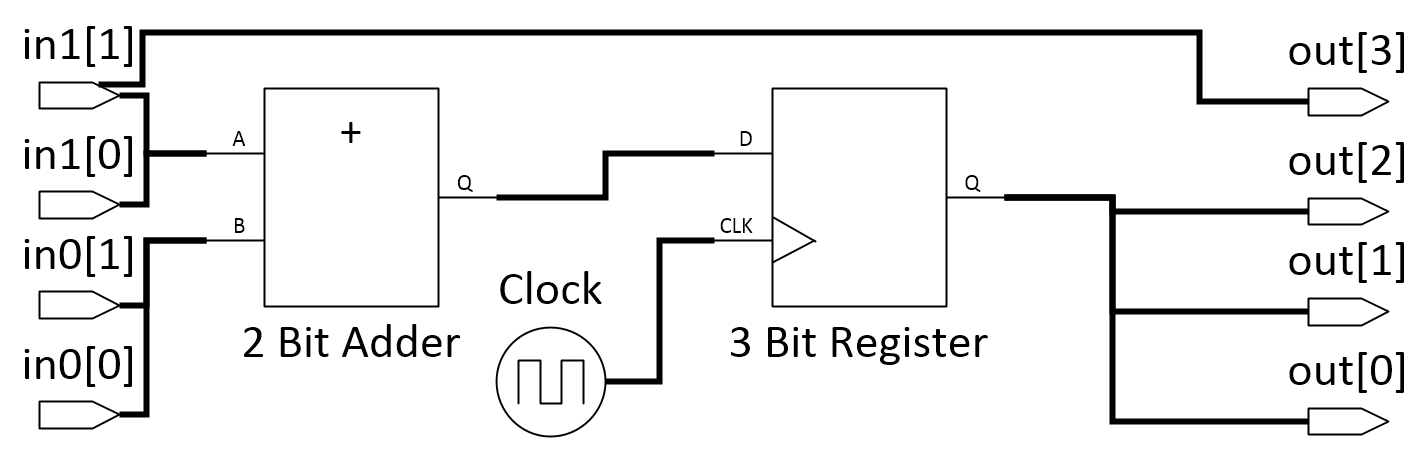 in1[1]
out[3]
+
A
D
in1[0]
out[2]
Q
Q
B
CLK
in0[1]
out[1]
Clock
2 Bit Adder
3 Bit Register
in0[0]
out[0]